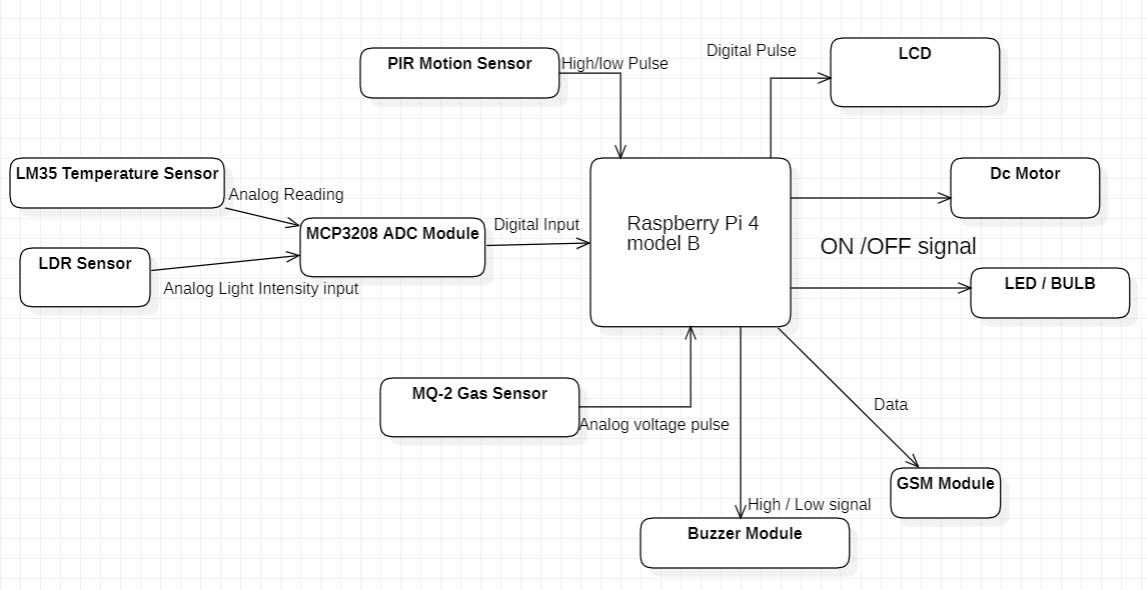 PIR Motion Sensor
High/low Pulse
Digital Pulse
LCD
LM35 Temperature Sensor
Analog Reading
MCP3208 ADC Module
Digital Input
LDR Sensor
Analog Light Intensity input
Raspberry Pi 4
model B
Dc Motor
ON /OFF signal
LED / BULB
MQ-2 Gas Sensor
Analog voltage pulse
Data
GSM Module
High / Low signal
Buzzer Module